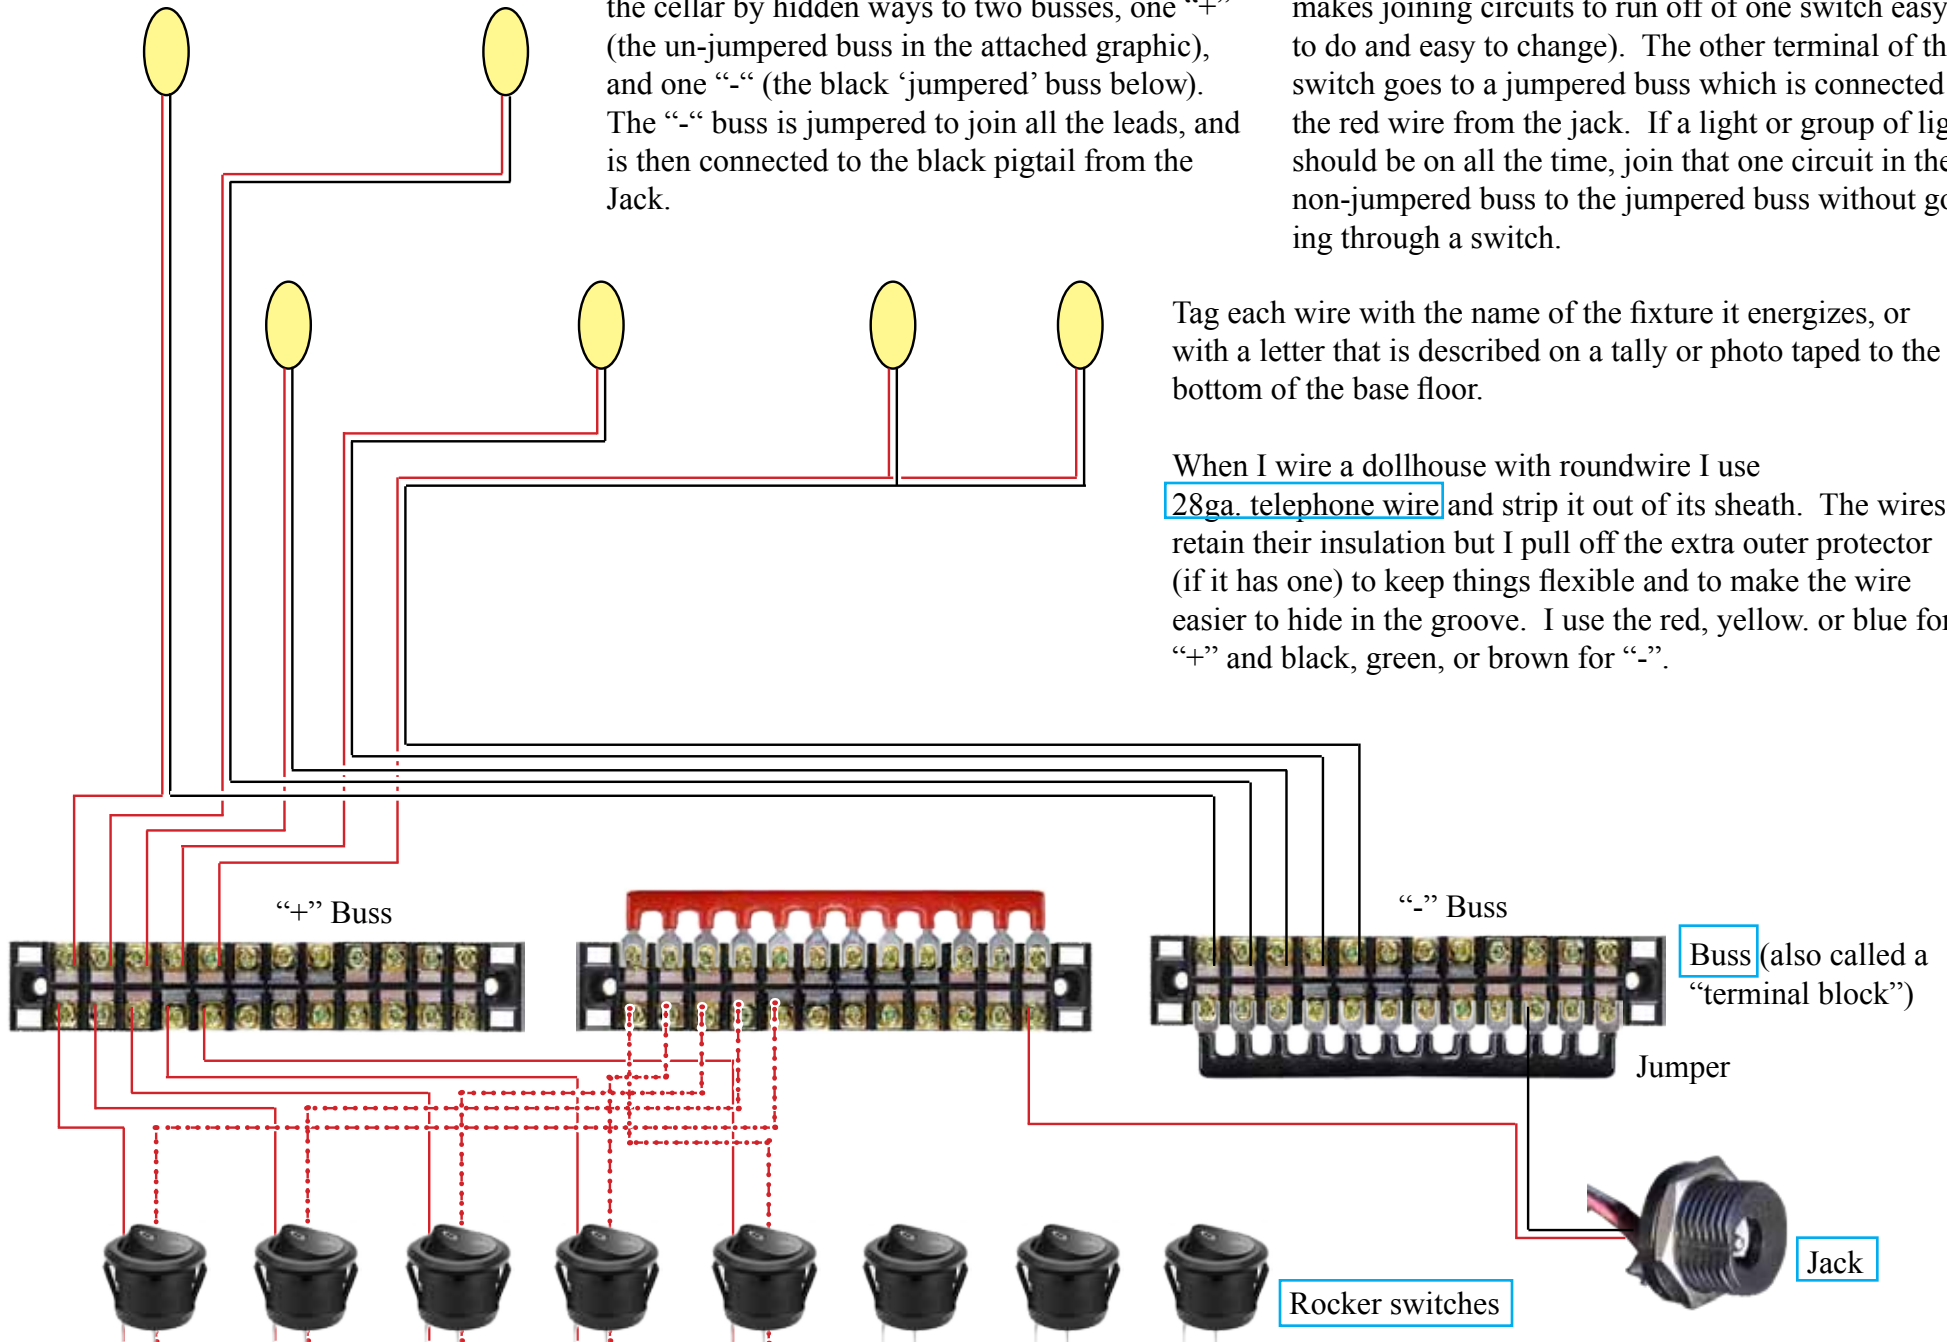 the cellar by hidden ways to two busses, one “+”
(the un-jumpered buss in the attached graphic),
and one “-“ (the black ‘jumpered’ buss below).
The “-“ buss is jumpered to join all the leads, and
is then connected to the black pigtail from the
Jack.
makes joining circuits to run off of one switch easy
to do and easy to change).  The other terminal of th
switch goes to a jumpered buss which is connected
the red wire from the jack.  If a light or group of lig
should be on all the time, join that one circuit in the
non-jumpered buss to the jumpered buss without go
ing through a switch.
Tag each wire with the name of the fixture it energizes, or
with a letter that is described on a tally or photo taped to the
bottom of the base floor.
When I wire a dollhouse with roundwire I use
28ga. telephone wire and strip it out of its sheath.  The wires
retain their insulation but I pull off the extra outer protector
(if it has one) to keep things flexible and to make the wire
easier to hide in the groove.  I use the red, yellow. or blue for
“+” and black, green, or brown for “-”.
“+” Buss
“-” Buss
Buss (also called a
“terminal block”)
Jumper
Jack
Rocker switches